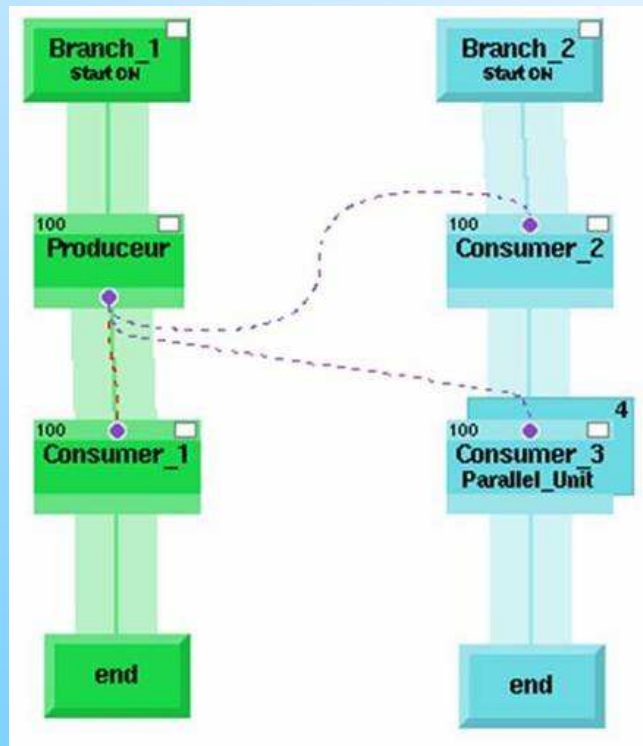 Branch_1
Start ON
Branch_2
Start ON
100
Produceur
100
Consumer_2
100
Consumer_1
4
100
Consumer_3
Parallel_Unit
end
end